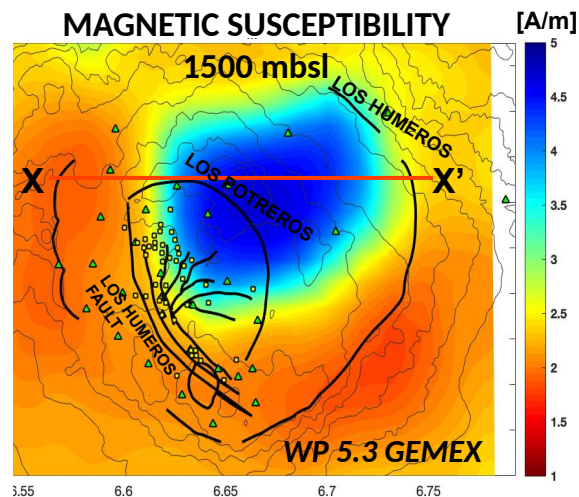 MAGNETIC SUSCEPTIBILITY
[A/m]
1500 mbsl
LOS HUMEROS
LOS POTREROS
X
X'
LOS HUMEROS
FAULT
WP 5.3 GEMEX
5
4.5
4
3.5
3
2.5
2
1.5
1
6.55
6.6
6.65
6.7
6.75